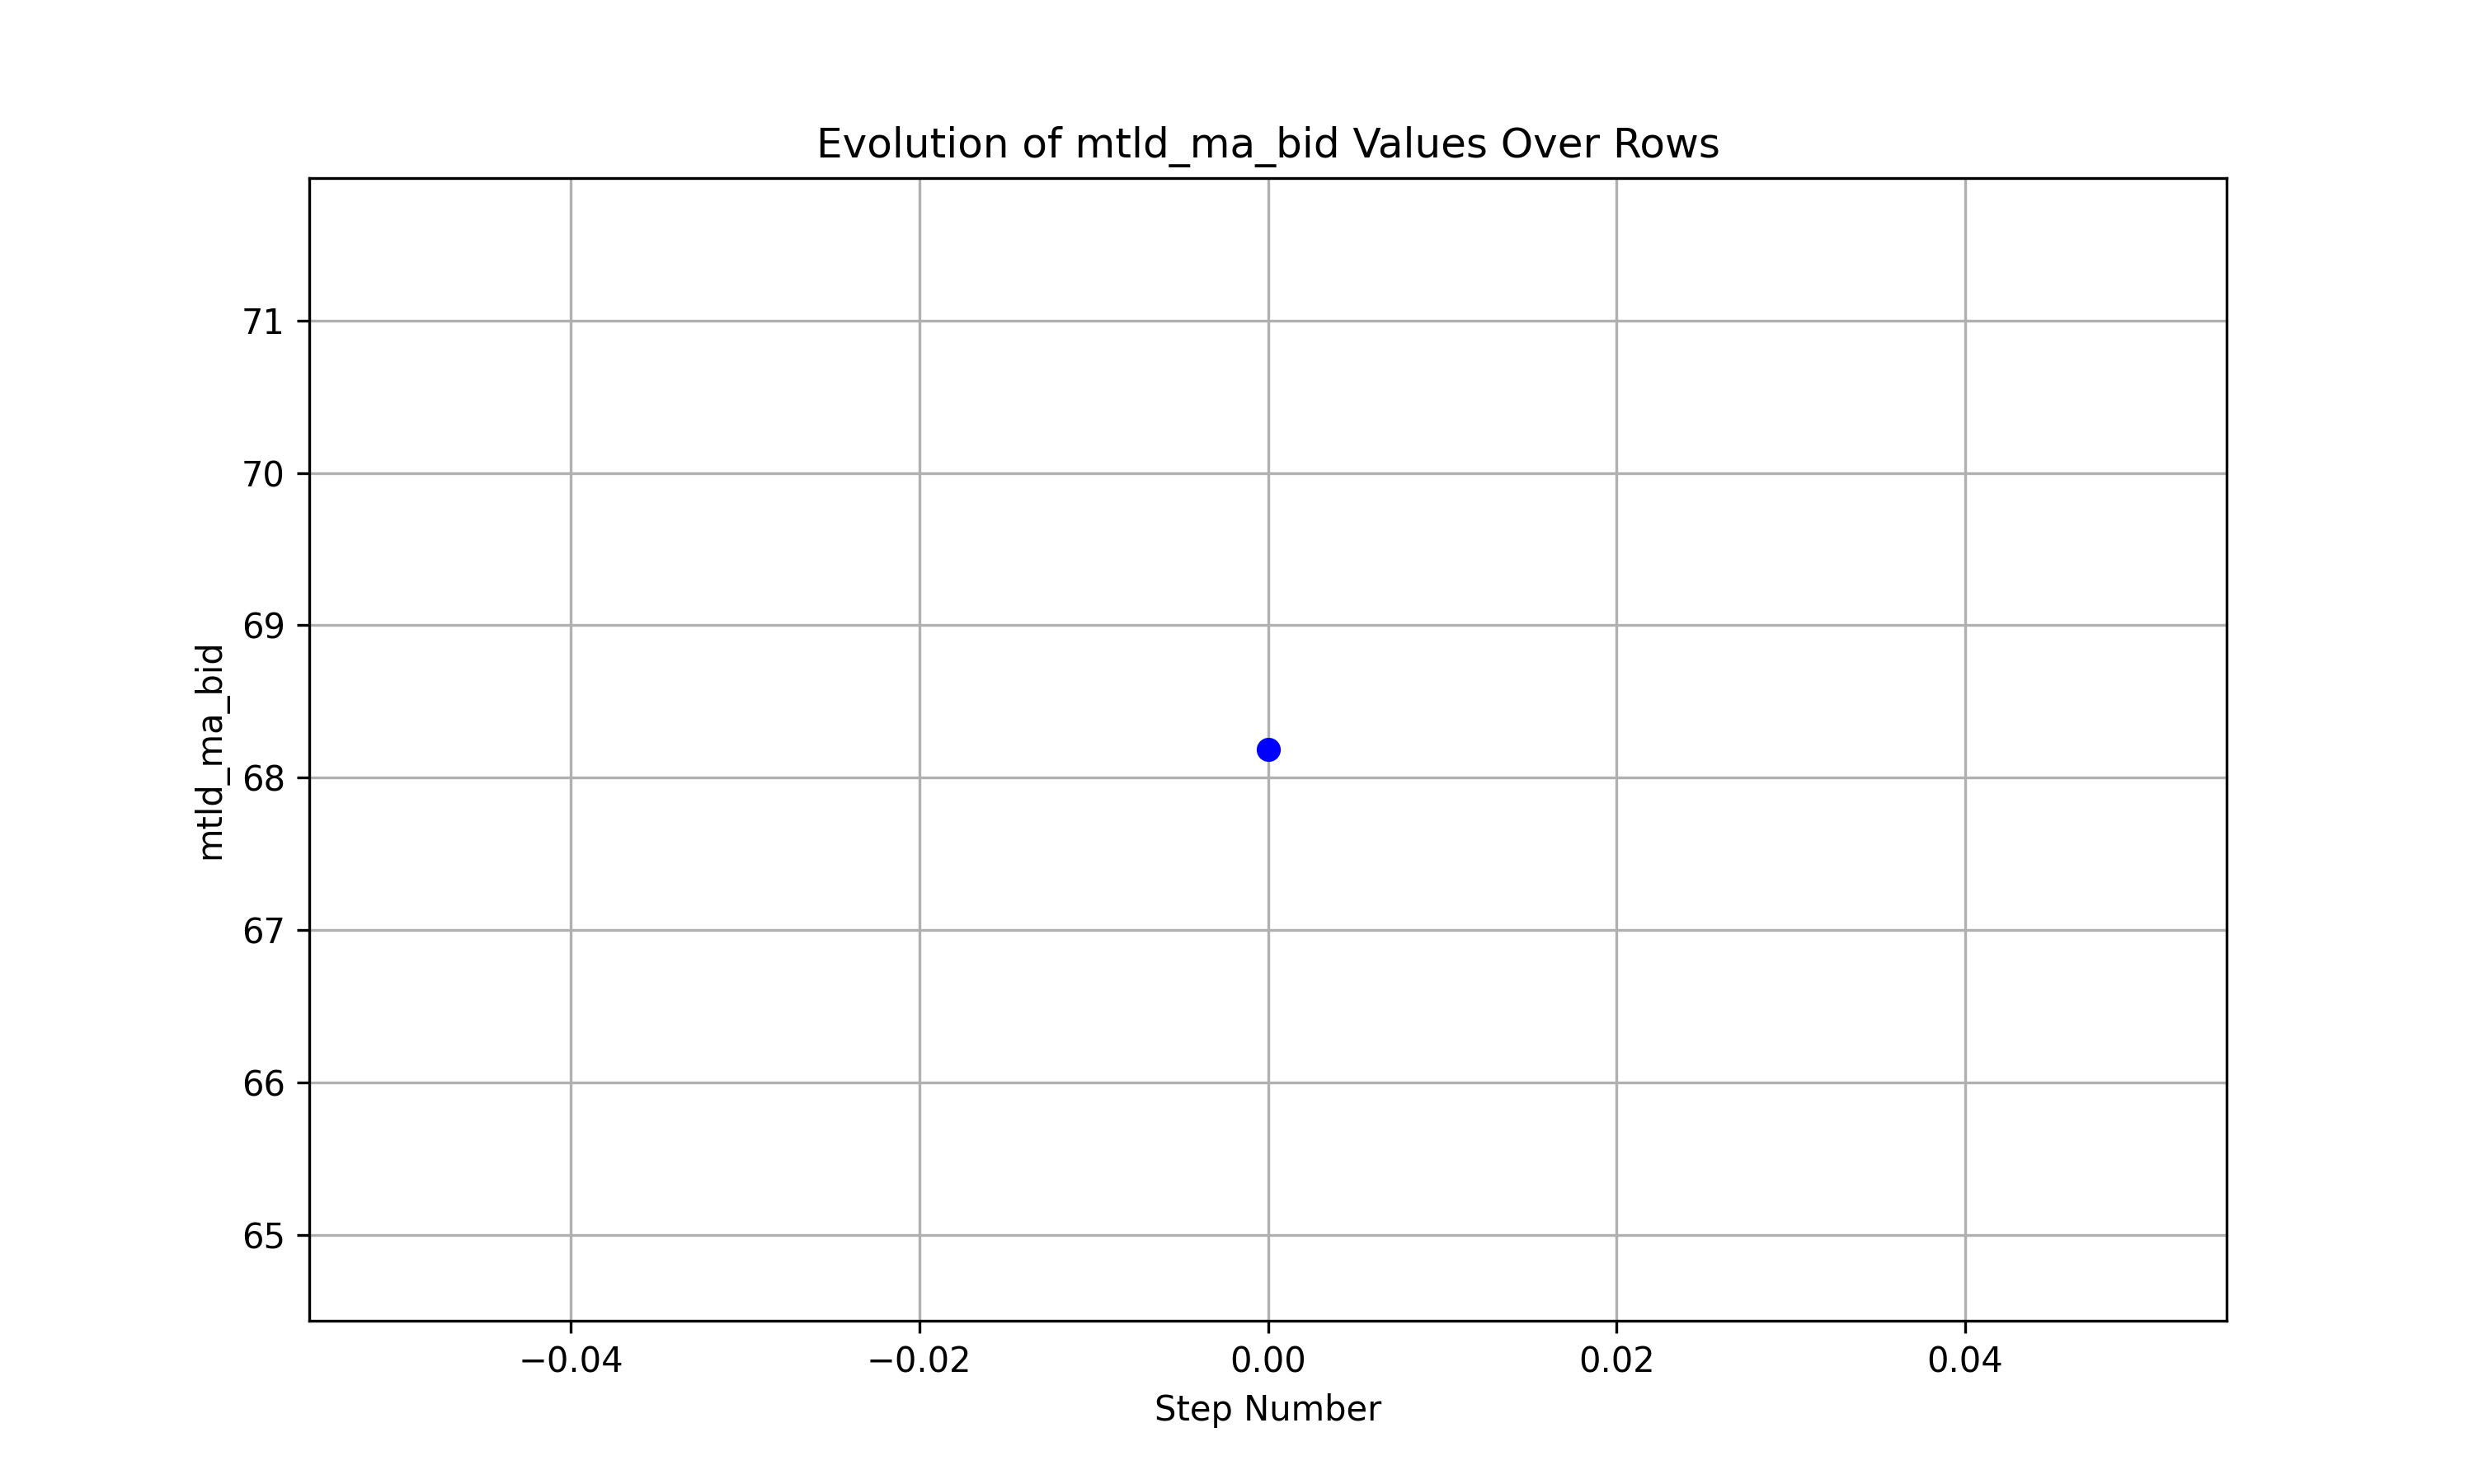 Evolution of mtld_ma_bid Values Over Rows
mtld_ma_bid
71
70
69
68
67
66
65
−0.04 −0.02 0.00 0.02 0.04
Step Number